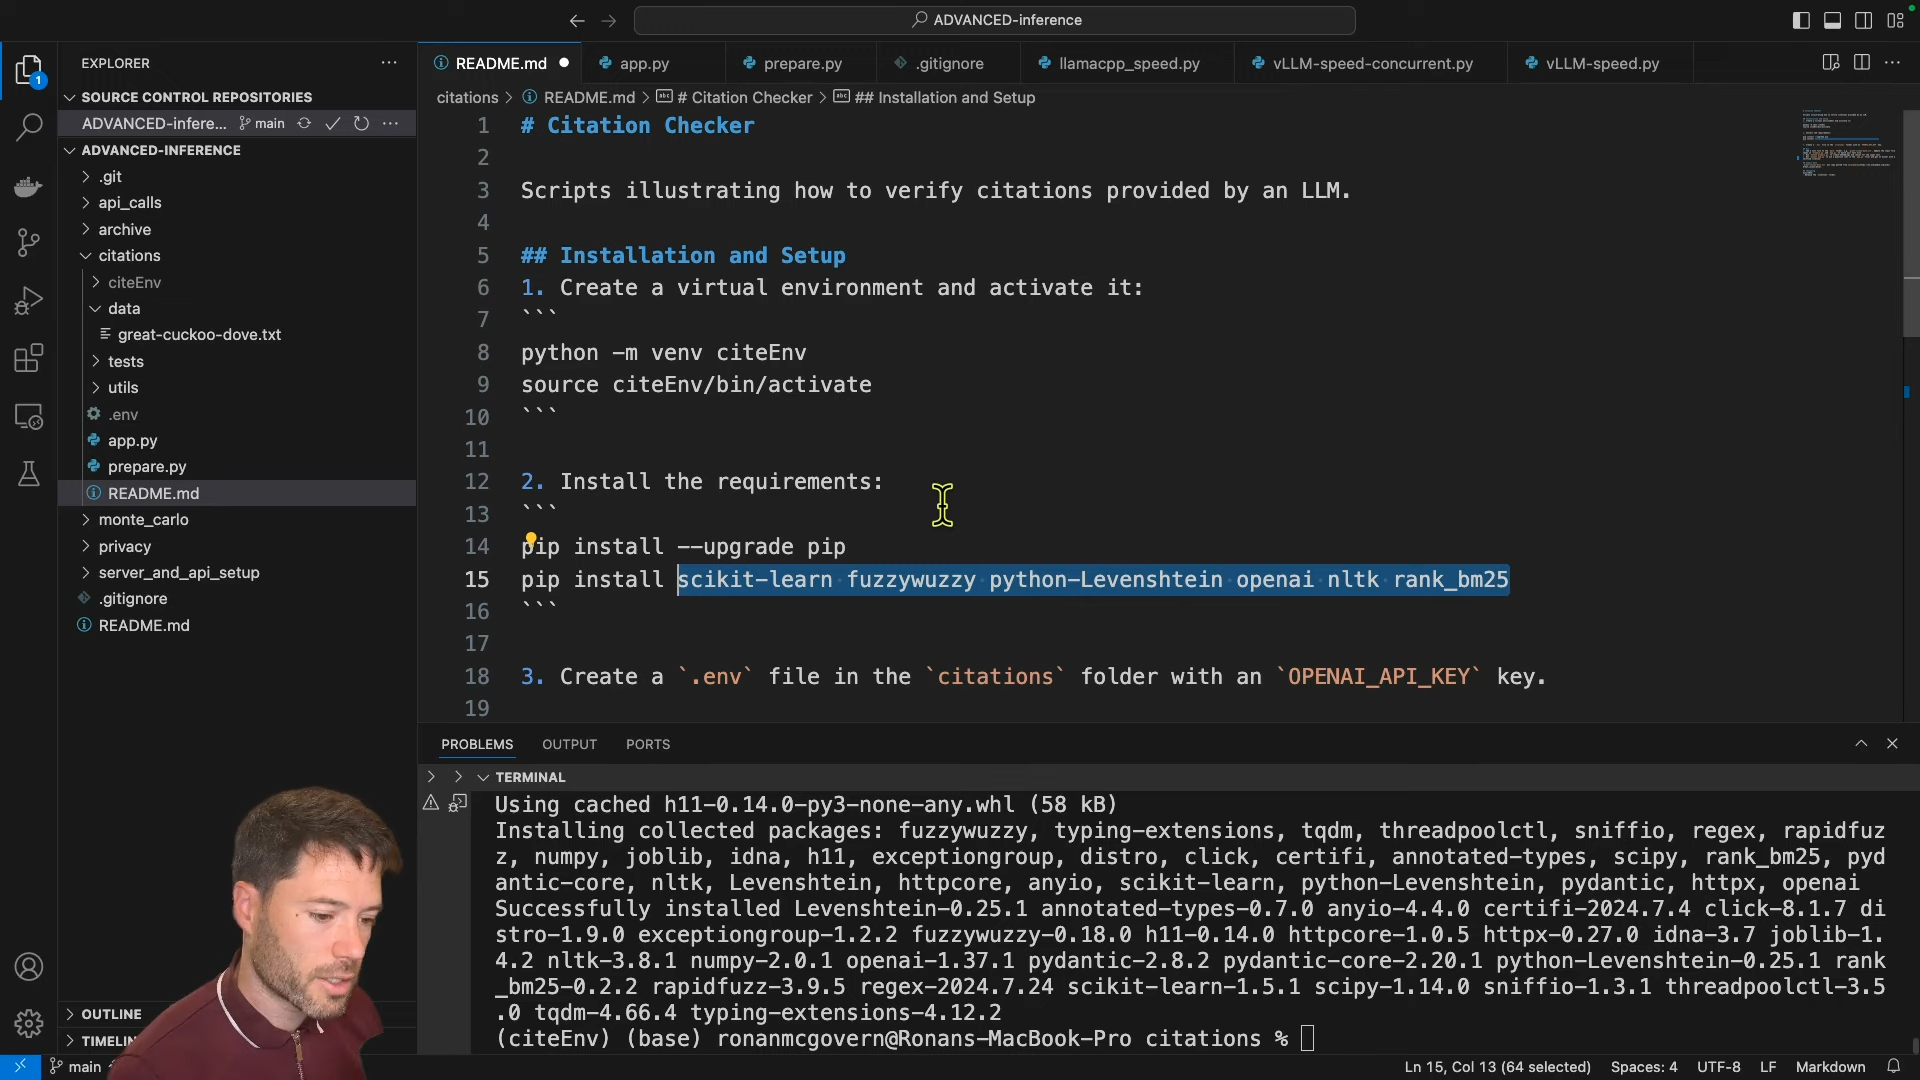 ADVANCED-inference
EXPLORER
SOURCE CONTROL REPOSITORIES
ADVANCED-infere... main
ADVANCED-INFERENCE
.git
api_calls
archive
citations
citeEnv
data
great-cuckoo-dove.txt
tests
utils
.env
app.py
prepare.py
README.md
monte_carlo
privacy
server_and_api_setup
.gitignore
README.md
OUTLINE
TIMELIN
1
README.md
app.py
prepare.py
.gitignore
llamacpp_speed.py
vLLM-speed-concurrent.py
vLLM-speed.py
citations > README.md > # Citation Checker > ## Installation and Setup
1 # Citation Checker
2
3 Scripts illustrating how to verify citations provided by an LLM.
4
5 ## Installation and Setup
6 1. Create a virtual environment and activate it:
7 ```
8 python -m venv citeEnv
9 source citeEnv/bin/activate
10 ```
11
12 2. Install the requirements:
13 ```
14 pip install --upgrade pip
15 pip install scikit-learn fuzzywuzzy python-Levenshtein openai nltk rank_bm25
16 ```
17
18 3. Create a `.env` file in the `citations` folder with an `OPENAI_API_KEY` key.
19
PROBLEMS OUTPUT PORTS
TERMINAL
Using cached h11-0.14.0-py3-none-any.whl (58 kB)
Installing collected packages: fuzzywuzzy, typing-extensions, tqdm, threadpoolctl, sniffio, regex, rapidfuz
z, numpy, joblib, idna, h11, exceptiongroup, distro, click, certifi, annotated-types, scipy, rank_bm25, pyd
antic-core, nltk, Levenshtein, httpcore, anyio, scikit-learn, python-Levenshtein, pydantic, httpx, openai
Successfully installed Levenshtein-0.25.1 annotated-types-0.7.0 anyio-4.4.0 certifi-2024.7.4 click-8.1.7 di
stro-1.9.0 exceptiongroup-1.2.2 fuzzywuzzy-0.18.0 h11-0.14.0 httpcore-1.0.5 httpx-0.27.0 idna-3.7 joblib-1.
4.2 nltk-3.8.1 numpy-2.0.1 openai-1.37.1 pydantic-2.8.2 pydantic-core-2.20.1 python-Levenshtein-0.25.1 rank
_bm25-0.2.2 rapidfuzz-3.9.5 regex-2024.7.24 scikit-learn-1.5.1 scipy-1.14.0 sniffio-1.3.1 threadpoolctl-3.5
.0 tqdm-4.66.4 typing-extensions-4.12.2
(citeEnv) (base) ronanmcgovern@Ronans-MacBook-Pro citations %
main
Ln 15, Col 13 (64 selected) Spaces: 4 UTF-8 LF Markdown